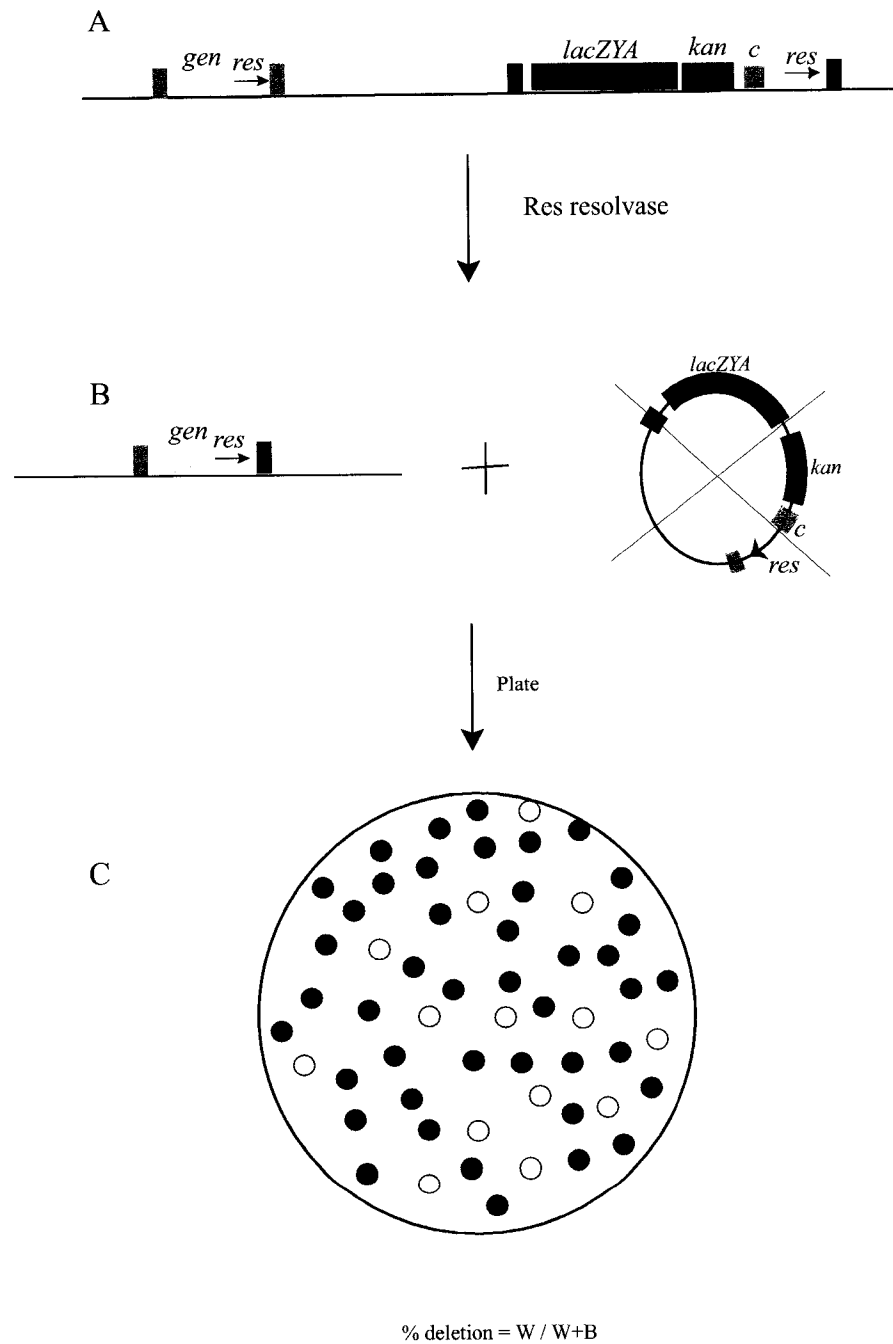 A
gen res lacZYA kan c res
Res resolvase
B
gen res
lacZYA
kan
c
res
Plate
C
% deletion = W / W+B